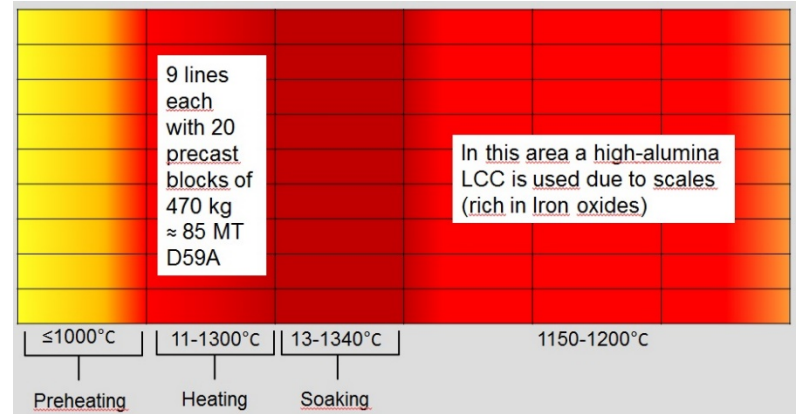 9 lines
each
with 20
precast
blocks of
470 kg
≈ 85 MT
D59A
In this area a high-alumina
LCC is used due to scales
(rich in Iron oxides)
≤1000°C
11-1300°C
13-1340°C
1150-1200°C
Preheating
Heating
Soaking